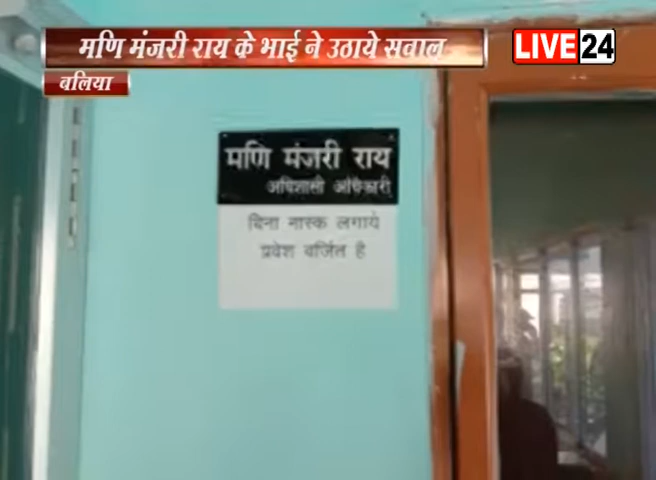 मणि मंजरी राय के भाई ने उठाये सवाल
LIVE24
बलिया
मणि मंजरी राय
अधिशासी अधिकारी
बिना मास्क लगाये
प्रवेश वर्जित है